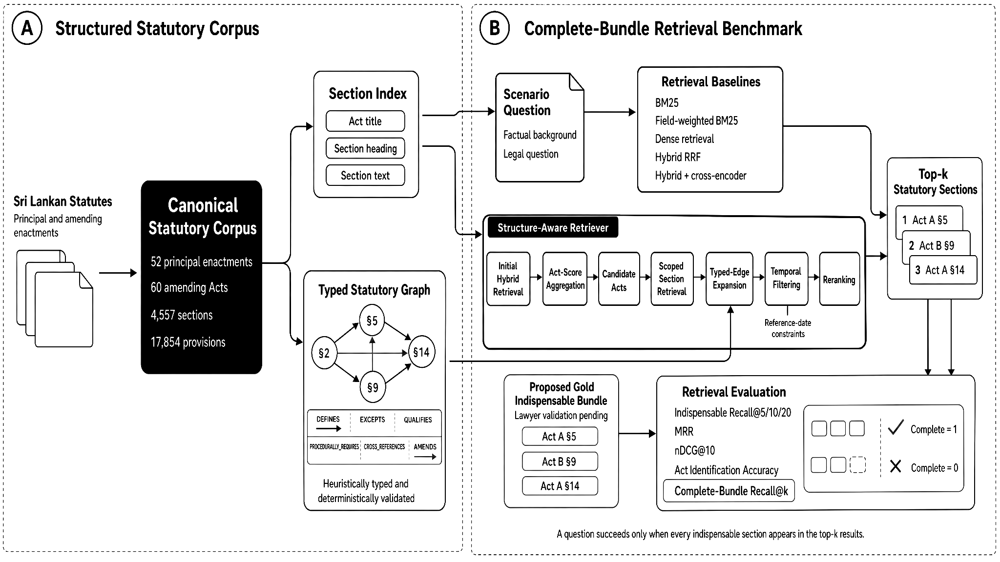 A Structured Statutory Corpus
Sri Lankan Statutes
Principal and amending
enactments
Canonical
Statutory Corpus
52 principal enactments
60 amending Acts
4,557 sections
17,854 provisions
Section Index
Act title
Section heading
Section text
Typed Statutory Graph
§5
§2
§14
§9
DEFINES EXCEPTS QUALIFIES
PROCEDURALLY_REQUIRES CROSS_REFERENCES AMENDS
Heuristically typed and
deterministically validated
B Complete-Bundle Retrieval Benchmark
Scenario
Question
Factual background
Legal question
Retrieval Baselines
BM25
Field-weighted BM25
Dense retrieval
Hybrid RRF
Hybrid + cross-encoder
Structure-Aware Retriever
Initial
Hybrid
Retrieval
Act-Score
Aggregation
Candidate
Acts
Scoped
Section
Retrieval
Typed-Edge
Expansion
Temporal
Filtering
Reranking
Reference-date
constraints
Top-k
Statutory Sections
1 Act A §5
2 Act B §9
3 Act A §14
Proposed Gold
Indispensable Bundle
Lawyer validation pending
Act A §5
Act B §9
Act A §14
Retrieval Evaluation
Indispensable Recall@5/10/20
MRR
nDCG@10
Act Identification Accuracy
Complete-Bundle Recall@k
Complete = 1
Complete = 0
A question succeeds only when every indispensable section appears in the top-k results.